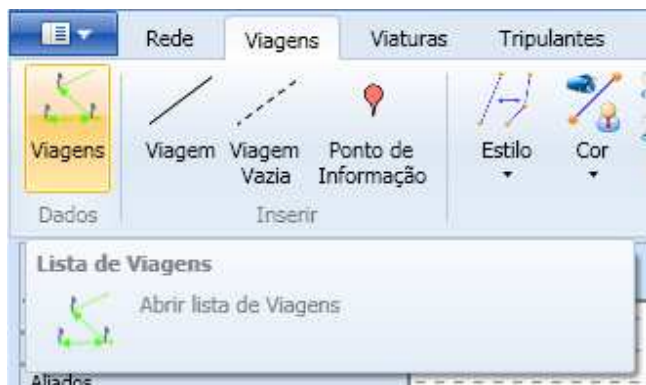 Rede Viagens Viaturas Tripulantes
Viagens Viagem Viagem Vazia Ponto de Informação Estilo Cor
Dados Inserir
Lista de Viagens
Abrir lista de Viagens
Aliados